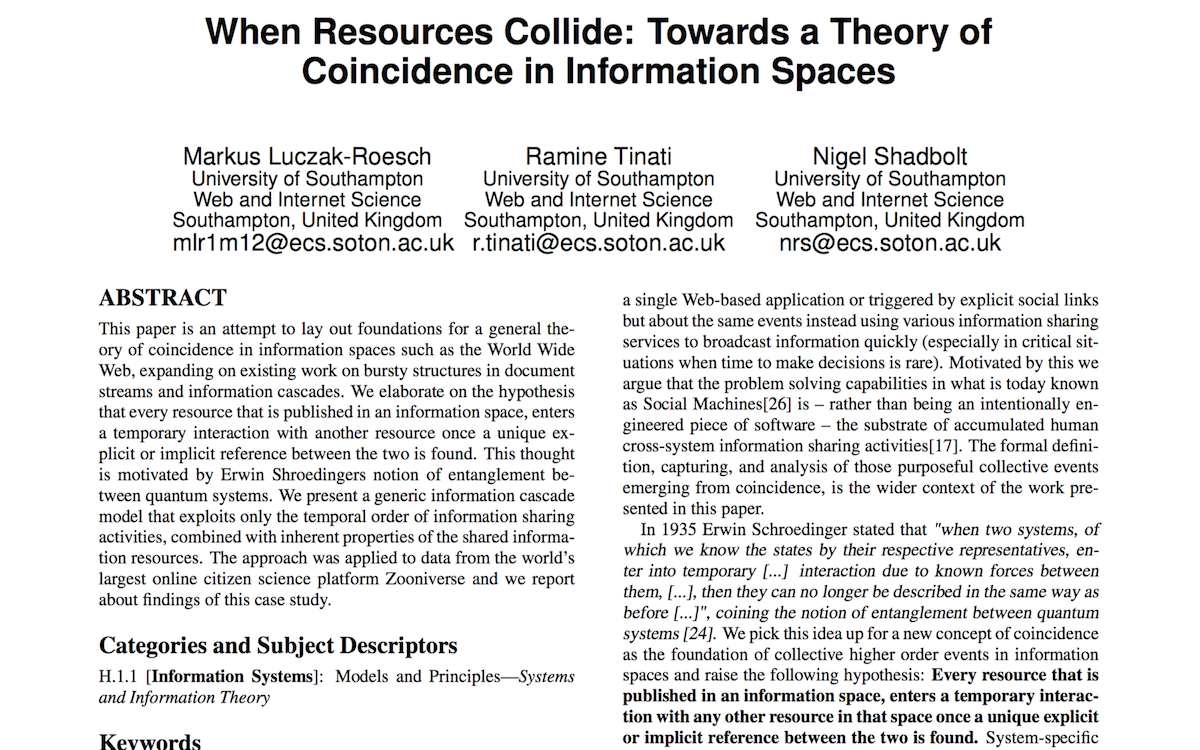 When Resources Collide: Towards a Theory of
Coincidence in Information Spaces
Markus Luczak-Roesch
University of Southampton
Web and Internet Science
Southampton, United Kingdom
mlr1m12@ecs.soton.ac.uk
Ramine Tinati
University of Southampton
Web and Internet Science
Southampton, United Kingdom
r.tinati@ecs.soton.ac.uk
Nigel Shadbolt
University of Southampton
Web and Internet Science
Southampton, United Kingdom
nrs@ecs.soton.ac.uk
ABSTRACT
This paper is an attempt to lay out foundations for a general the-
ory of coincidence in information spaces such as the World Wide
Web, expanding on existing work on bursty structures in document
streams and information cascades. We elaborate on the hypothesis
that every resource that is published in an information space, enters
a temporary interaction with another resource once a unique ex-
plicit or implicit reference between the two is found. This thought
is motivated by Erwin Shroedingers notion of entanglement be-
tween quantum systems. We present a generic information cascade
model that exploits only the temporal order of information sharing
activities, combined with inherent properties of the shared informa-
tion resources. The approach was applied to data from the world's
largest online citizen science platform Zooniverse and we report
about findings of this case study.
Categories and Subject Descriptors
H.1.1 [Information Systems]: Models and Principles—Systems
and Information Theory
Keywords
a single Web-based application or triggered by explicit social links
but about the same events instead using various information sharing
services to broadcast information quickly (especially in critical sit-
uations when time to make decisions is rare). Motivated by this we
argue that the problem solving capabilities in what is today known
as Social Machines[26] is – rather than being an intentionally en-
gineered piece of software – the substrate of accumulated human
cross-system information sharing activities[17]. The formal defini-
tion, capturing, and analysis of those purposeful collective events
emerging from coincidence, is the wider context of the work pre-
sented in this paper.
In 1935 Erwin Schroedinger stated that "when two systems, of
which we know the states by their respective representatives, en-
ter into temporary [...] interaction due to known forces between
them, [...], then they can no longer be described in the same way as
before [...]", coining the notion of entanglement between quantum
systems [24]. We pick this idea up for a new concept of coincidence
as the foundation of collective higher order events in information
spaces and raise the following hypothesis: Every resource that is
published in an information space, enters a temporary interac-
tion with any other resource in that space once a unique explicit
or implicit reference between the two is found. System-specific